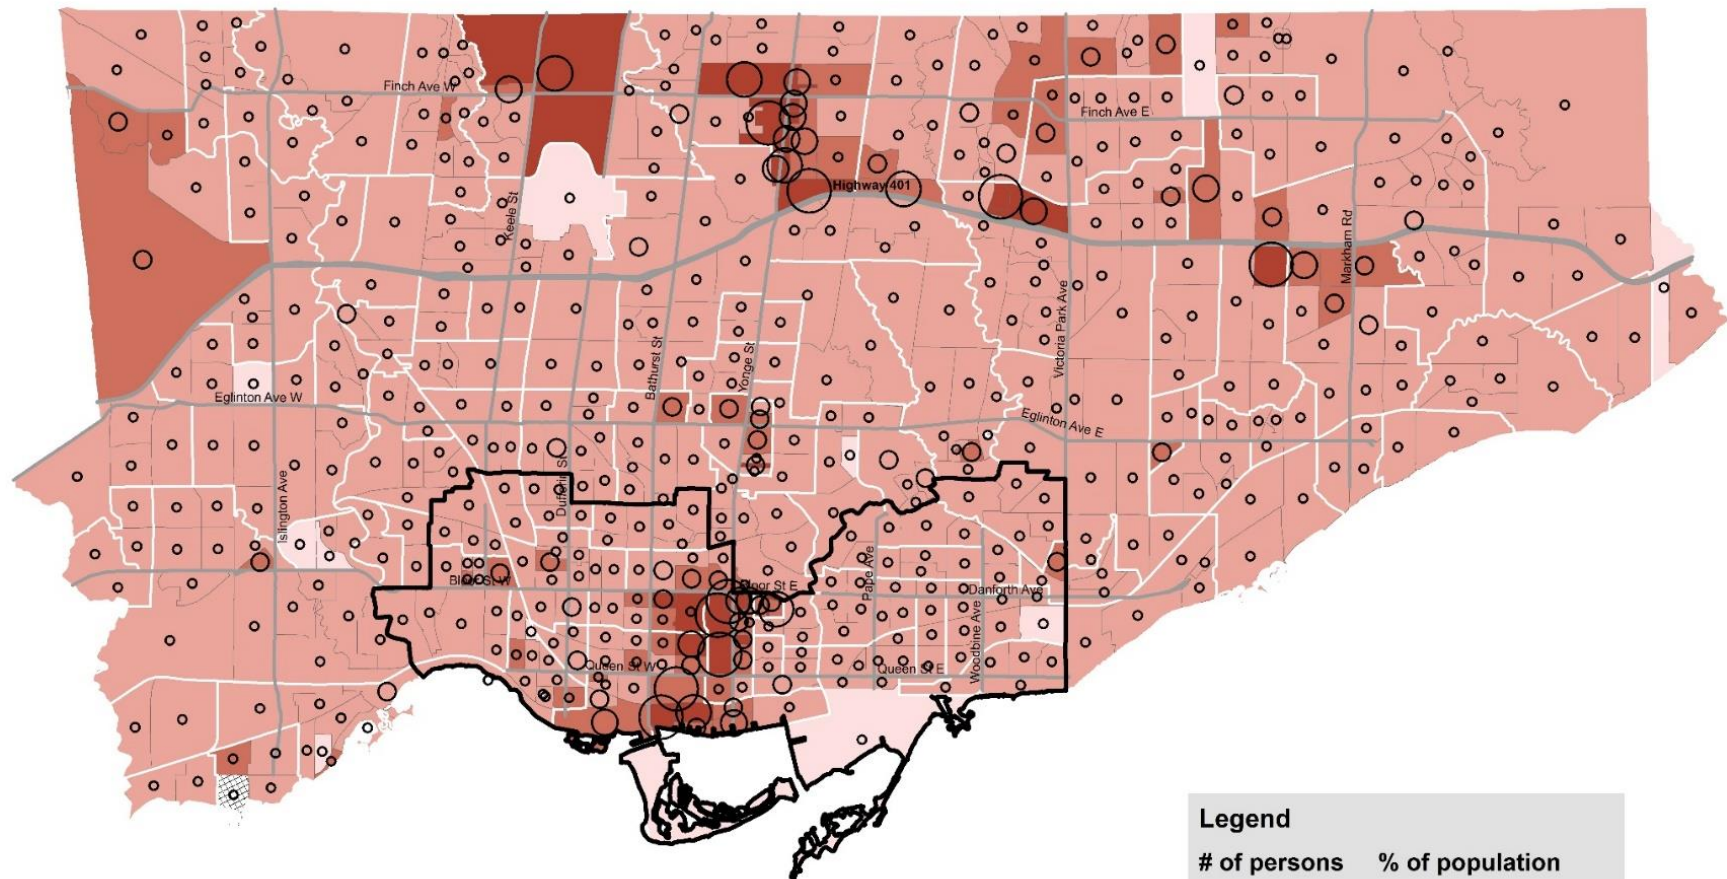 Finch Ave W
Finch Ave E
Highway 401
Keele St
Markham Rd
Victoria Park Ave
Bathurst St
Yonge St
Eglinton Ave W
Eglinton Ave E
Islington Ave
Dufferin St
Bloor St W
Bloor St E
Pape Ave
Danforth Ave
Woodbine Ave
Queen St W
Queen St E
Legend
# of persons % of population